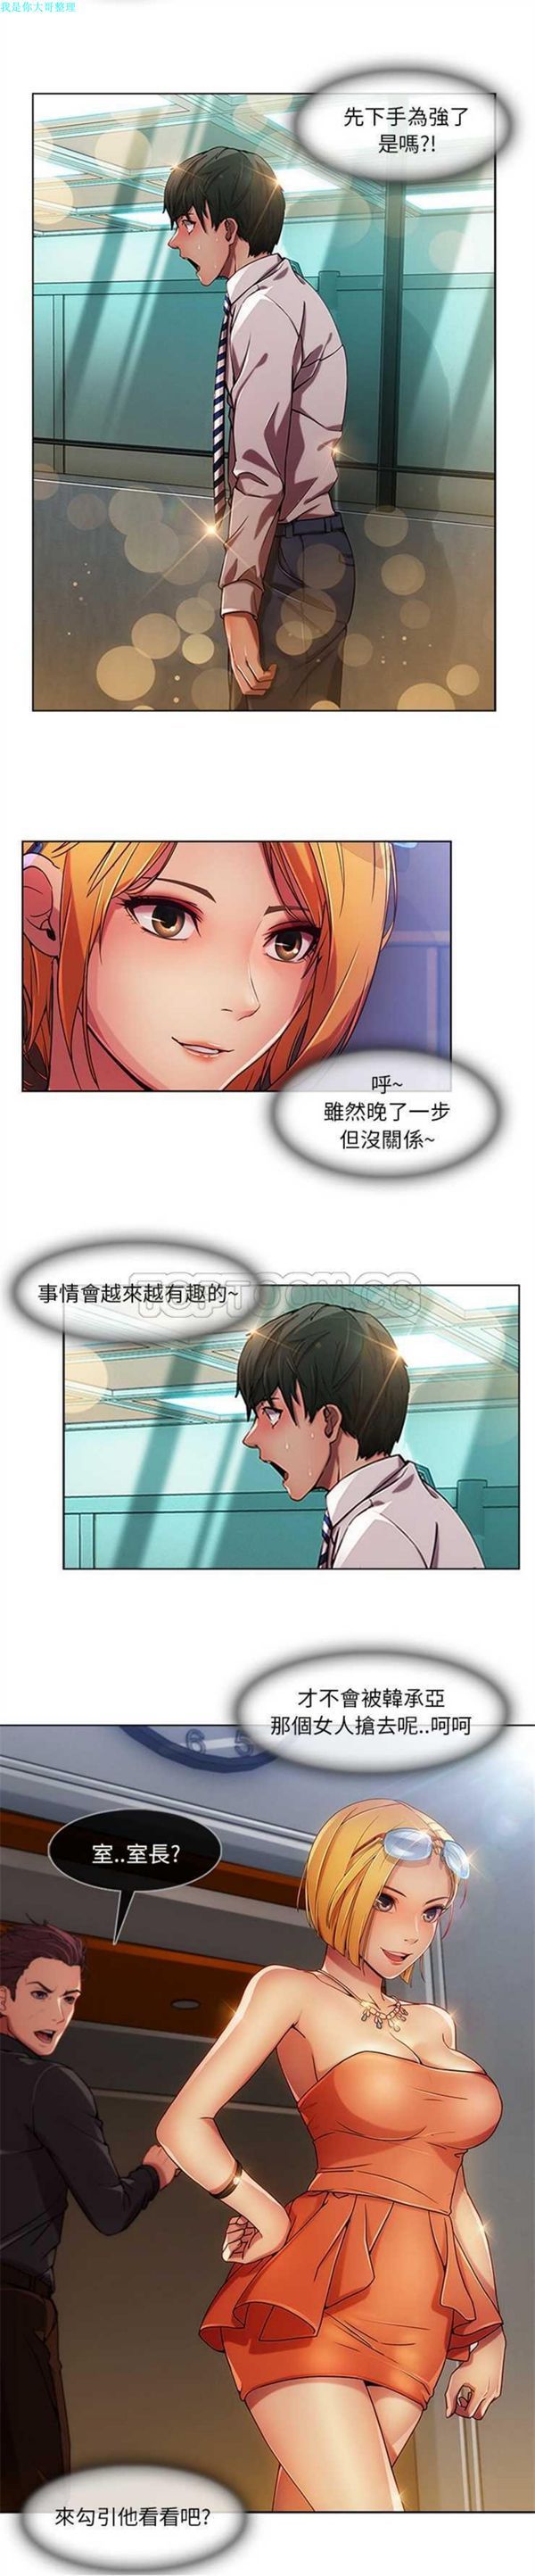 我是你大哥整理
先下手為強了
是嗎?!
呼~
雖然晚了一步
但沒關係~
事情會越來越有趣的~
TOPTOON.CC
才不會被韓承亞
那個女人搶去呢..呵呵
6 5
室..室長?
來勾引他看看吧?